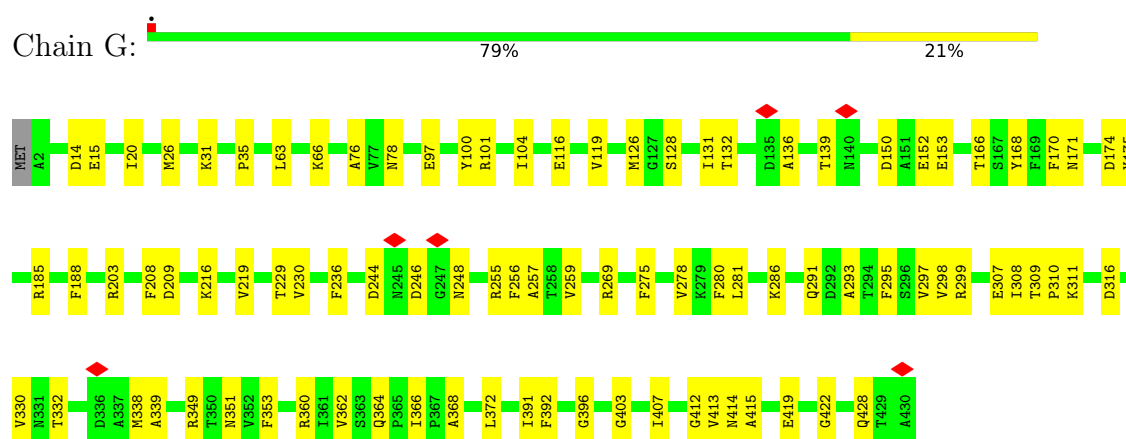 Chain G:
79% 21%
MET A2 D14 E15 I20 M26 K31 P35 L63 K66 A76 V77 N78 E97 Y100 R101 I104 E116 V119 M126 G127 S128 I131 T132 D135 A136 T139 N140 D150 A151 E152 E153 T166 S167 Y168 F169 F170 N171 D174
R185 F188 R203 F208 D209 K216 V219 T229 V230 F236 D244 N245 D246 G247 N248 R255 F256 A257 T258 V259 R269 F275 V278 K279 F280 L281 K286 Q291 D292 A293 T294 F295 S296 V297 V298 R299 E307 I308 T309 P310 K311 D316
V330 N331 T332 D336 A337 M338 A339 R349 T350 N351 V352 F353 R360 I361 V362 S363 Q364 P365 I366 P367 A368 L372 I391 F392 G396 G403 I407 G412 V413 N414 A415 E419 G422 Q428 T429 A430